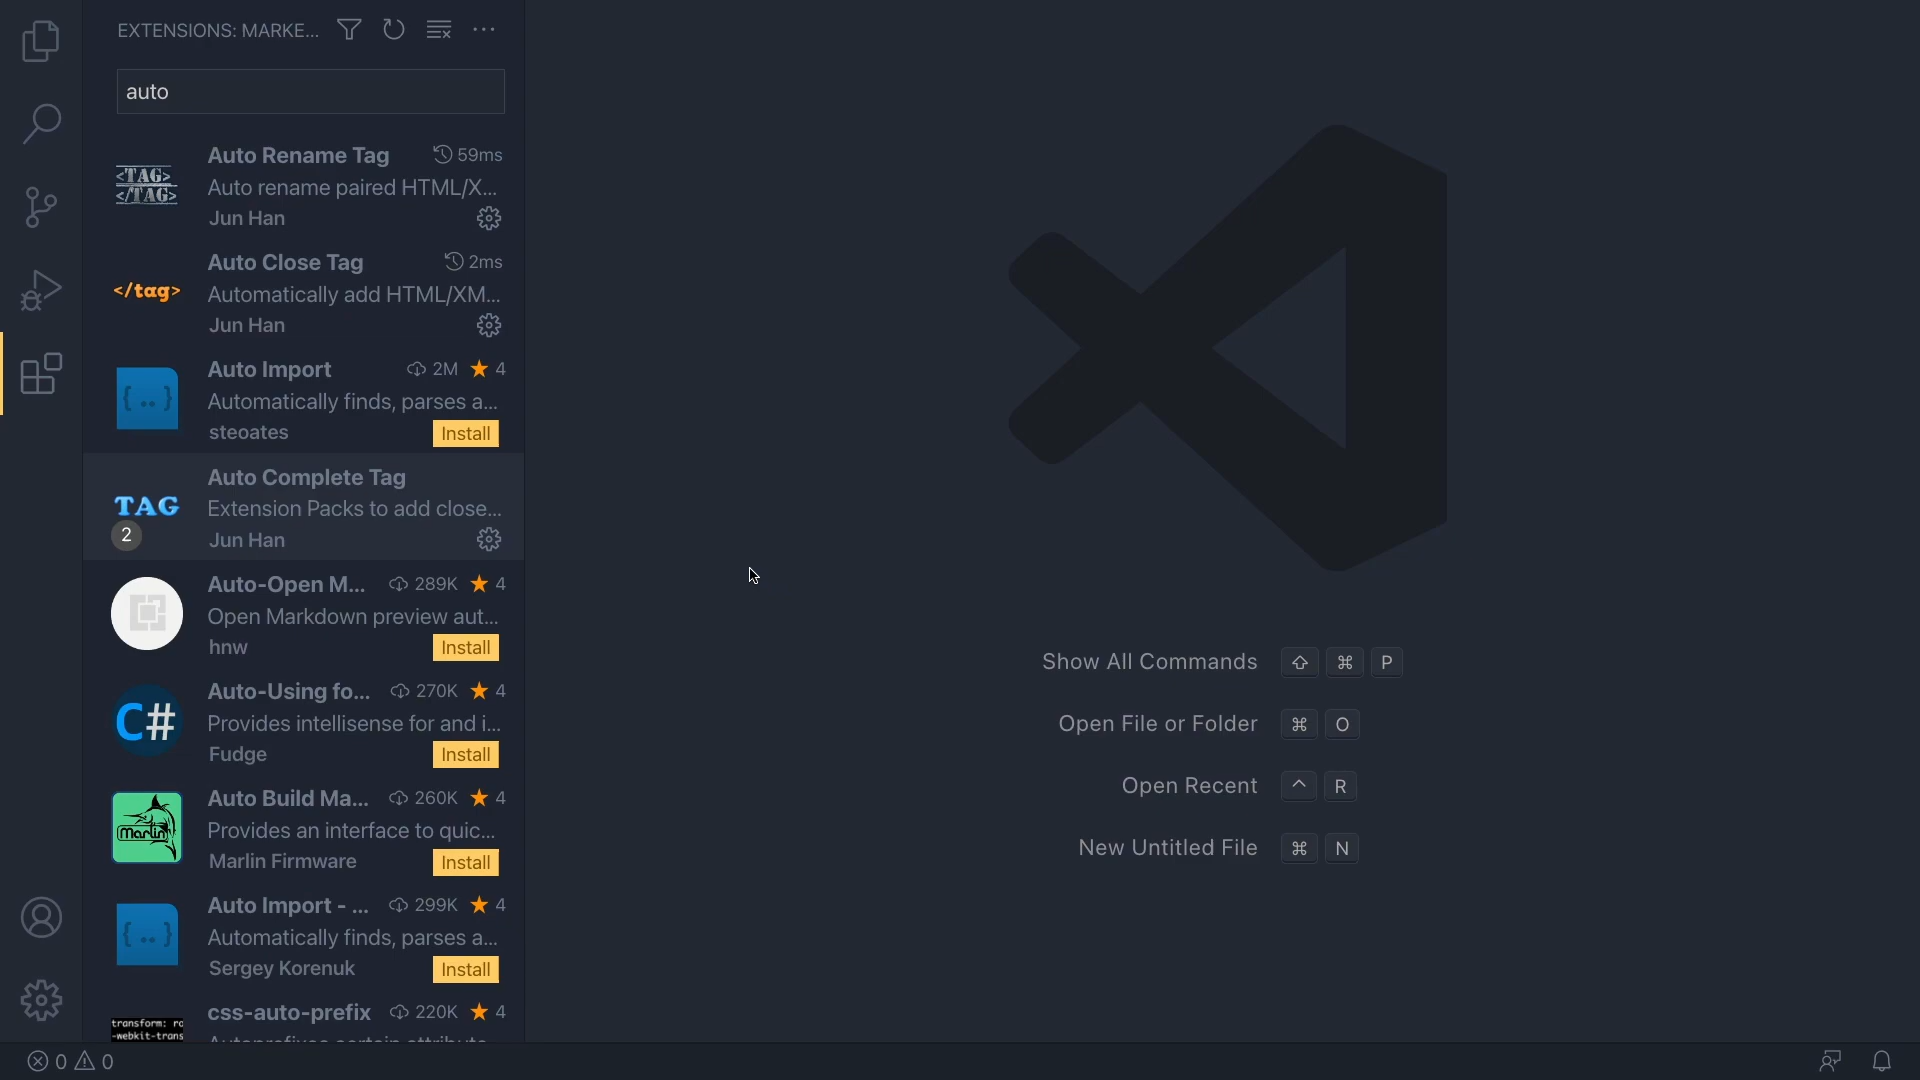 EXTENSIONS: MARKE...
auto
Auto Rename Tag 59ms
Auto rename paired HTML/X...
Jun Han
Auto Close Tag 2ms
Automatically add HTML/XM...
Jun Han
Auto Import 2M ★ 4
Automatically finds, parses a...
steoates Install
Auto Complete Tag
Extension Packs to add close...
Jun Han
Auto-Open M... 289K ★ 4
Open Markdown preview aut...
hnw Install
Auto-Using fo... 270K ★ 4
Provides intellisense for and i...
Fudge Install
Auto Build Ma... 260K ★ 4
Provides an interface to quic...
Marlin Firmware Install
Auto Import - ... 299K ★ 4
Automatically finds, parses a...
Sergey Korenuk Install
css-auto-prefix 220K ★ 4
<TAG>
</TAG>
</tag>
{..}
TAG
2
C#
Marlin
{..}
transform: ro
-webkit-trans
Show All Commands ⇧ ⌘ P
Open File or Folder ⌘ O
Open Recent ^ R
New Untitled File ⌘ N
0 0